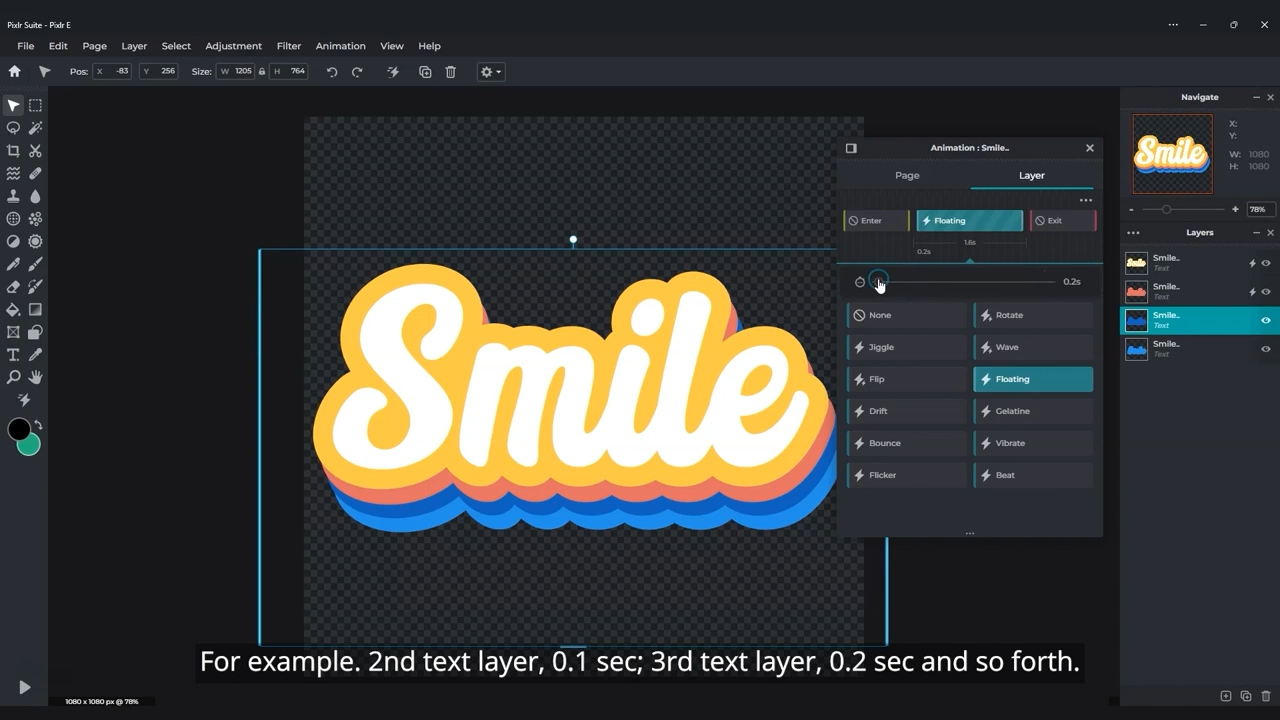 Pixlr Suite - Pixlr E
File Edit Page Layer Select Adjustment Filter Animation View Help
Pos: X -83 Y 256 Size: W 1205 H 764
Navigate
X:
Y:
W: 1080
H: 1080
78%
Animation : Smile..
Page Layer
Enter Floating Exit
1.6s
0.2s
0.2s
None Rotate
Jiggle Wave
Flip Floating
Drift Gelatine
Bounce Vibrate
Flicker Beat
Layers
Smile..
Text
Smile..
Text
Smile..
Text
Smile..
Text
Smile
For example. 2nd text layer, 0.1 sec; 3rd text layer, 0.2 sec and so forth.
1080 x 1080 px @ 78%